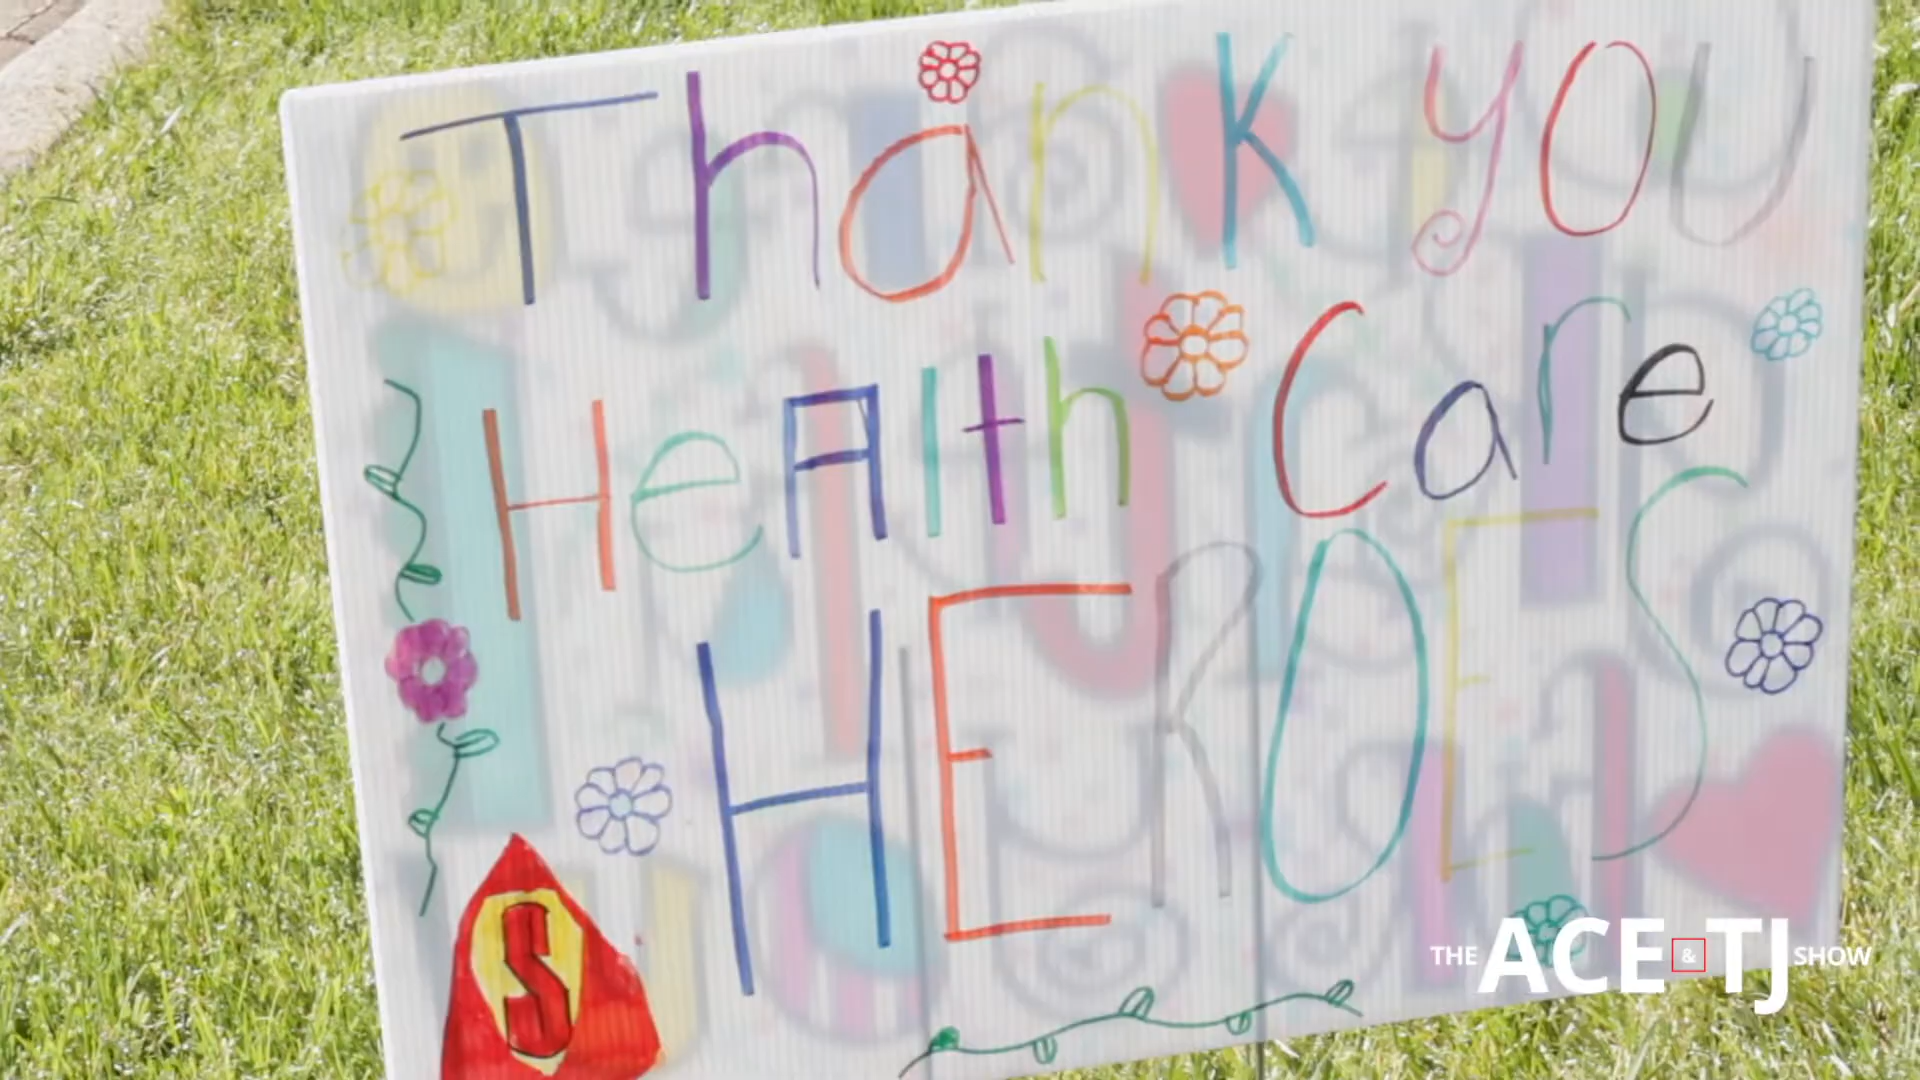 Thank you
HeAlth Care
HEROES
S
THE ACE & TJ SHOW